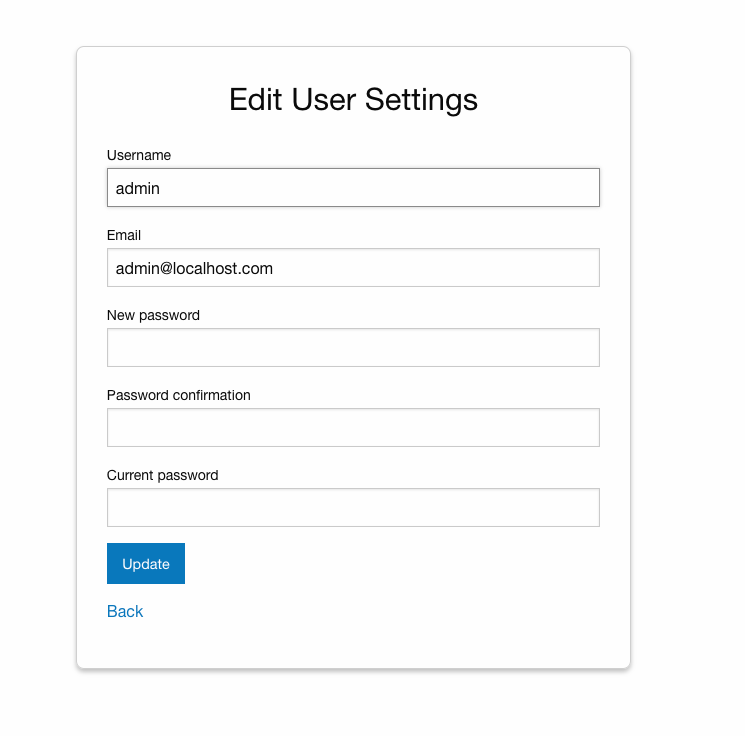 Edit User Settings
Username
admin
Email
admin@localhost.com
New password
Password confirmation
Current password
Update
Back